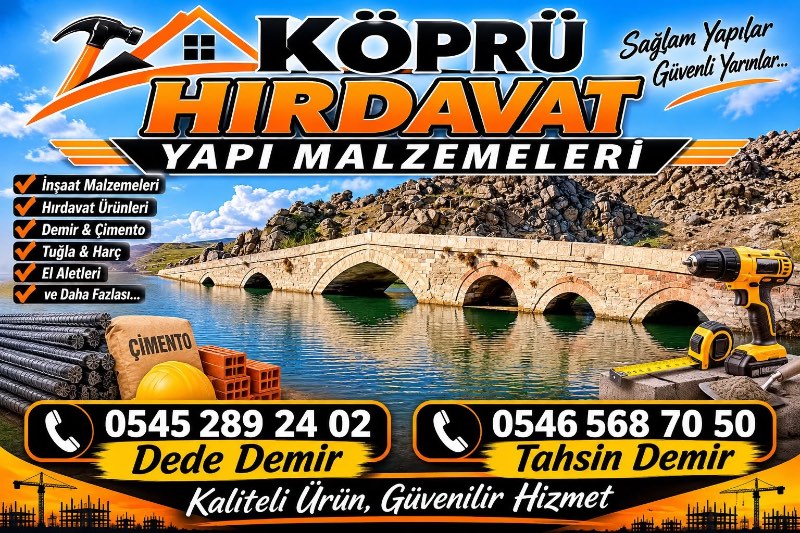 KÖPRÜ
HIRDAVAT
YAPI MALZEMELERİ
Sağlam Yapılar
Güvenli Yarınlar...
İnşaat Malzemeleri
Hırdavat Ürünleri
Demir & Çimento
Tuğla & Harç
El Aletleri
ve Daha Fazlası...
ÇİMENTO
0545 289 24 02
Dede Demir
0546 568 70 50
Tahsin Demir
Kaliteli Ürün, Güvenilir Hizmet